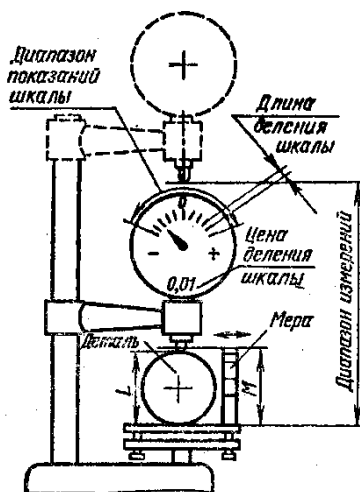 Диапазон
показаний
шкалы
Длина
деления
шкалы
0
- +
Цена
деления
шкалы
0,01
Диапазон измерений
Мера
Деталь
L
M